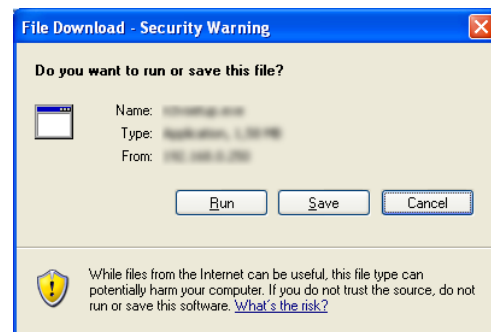 File Download - Security Warning
Do you want to run or save this file?
Name:
Type:
From:
Run Save Cancel
While files from the Internet can be useful, this file type can
potentially harm your computer. If you do not trust the source, do not
run or save this software. What's the risk?